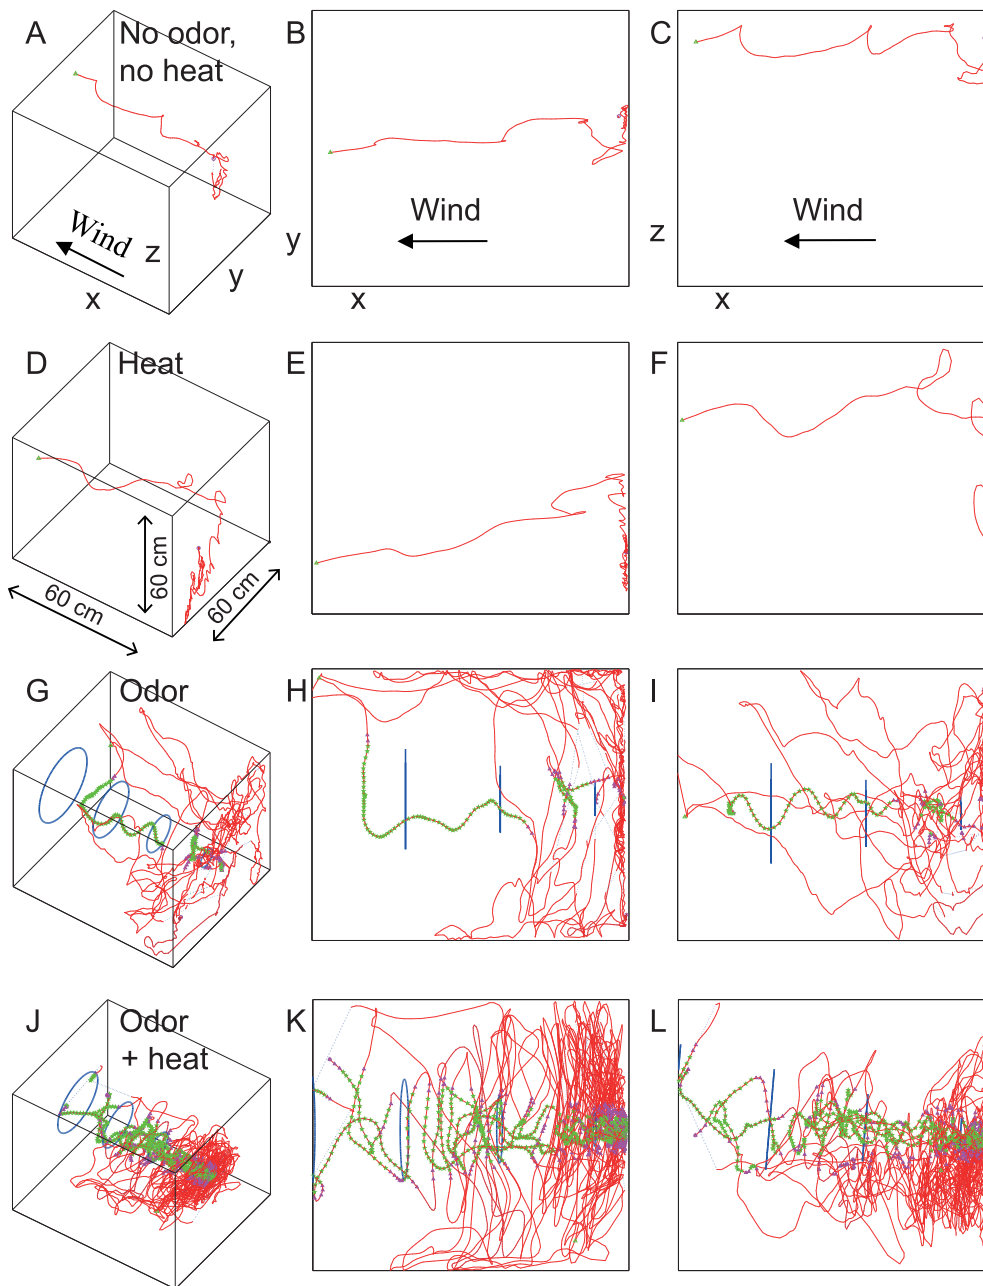 A No odor, no heat
B
C
Wind
z
x
y
Wind
y
x
Wind
z
x
D Heat
E
F
60 cm
60 cm
60 cm
G Odor
H
I
J Odor + heat
K
L